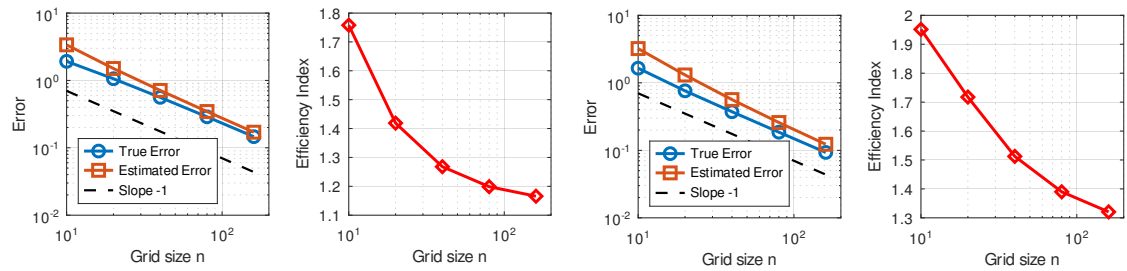 10^1
10^0
10^-1
10^-2
Error
True Error
Estimated Error
Slope -1
10^1
10^2
Grid size n
1.8
1.7
1.6
1.5
1.4
1.3
1.2
1.1
Efficiency Index
10^1
10^2
Grid size n
10^1
10^0
10^-1
10^-2
Error
True Error
Estimated Error
Slope -1
10^1
10^2
Grid size n
2
1.9
1.8
1.7
1.6
1.5
1.4
1.3
Efficiency Index
10^1
10^2
Grid size n